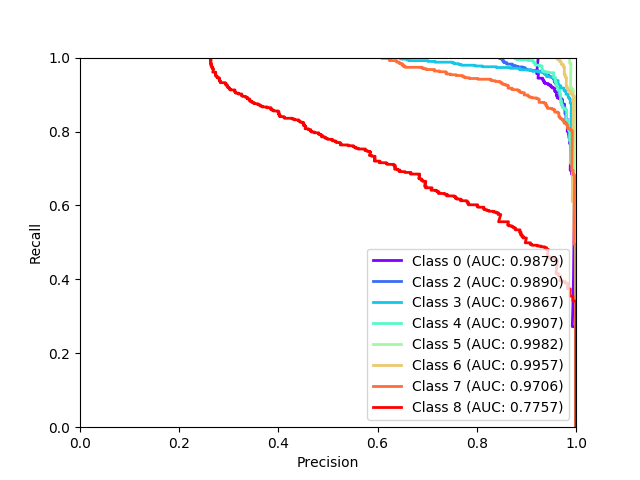 1.0
0.8
0.6
0.4
0.2
0.0
Recall
Class 0 (AUC: 0.9879)
Class 2 (AUC: 0.9890)
Class 3 (AUC: 0.9867)
Class 4 (AUC: 0.9907)
Class 5 (AUC: 0.9982)
Class 6 (AUC: 0.9957)
Class 7 (AUC: 0.9706)
Class 8 (AUC: 0.7757)
0.0 0.2 0.4 0.6 0.8 1.0
Precision